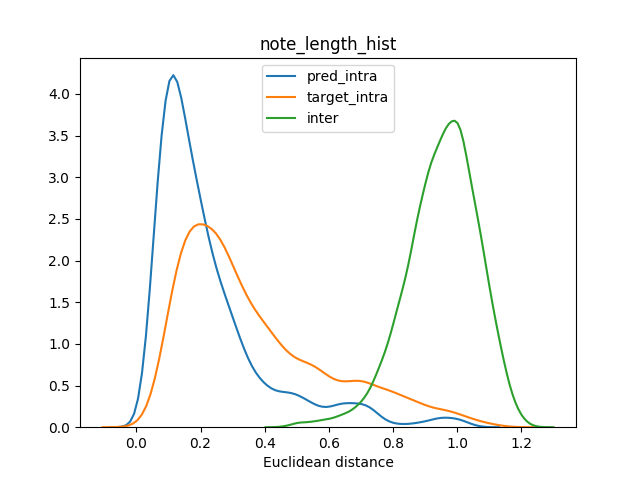 note_length_hist
pred_intra
target_intra
inter
4.0
3.5
3.0
2.5
2.0
1.5
1.0
0.5
0.0
0.0 0.2 0.4 0.6 0.8 1.0 1.2
Euclidean distance